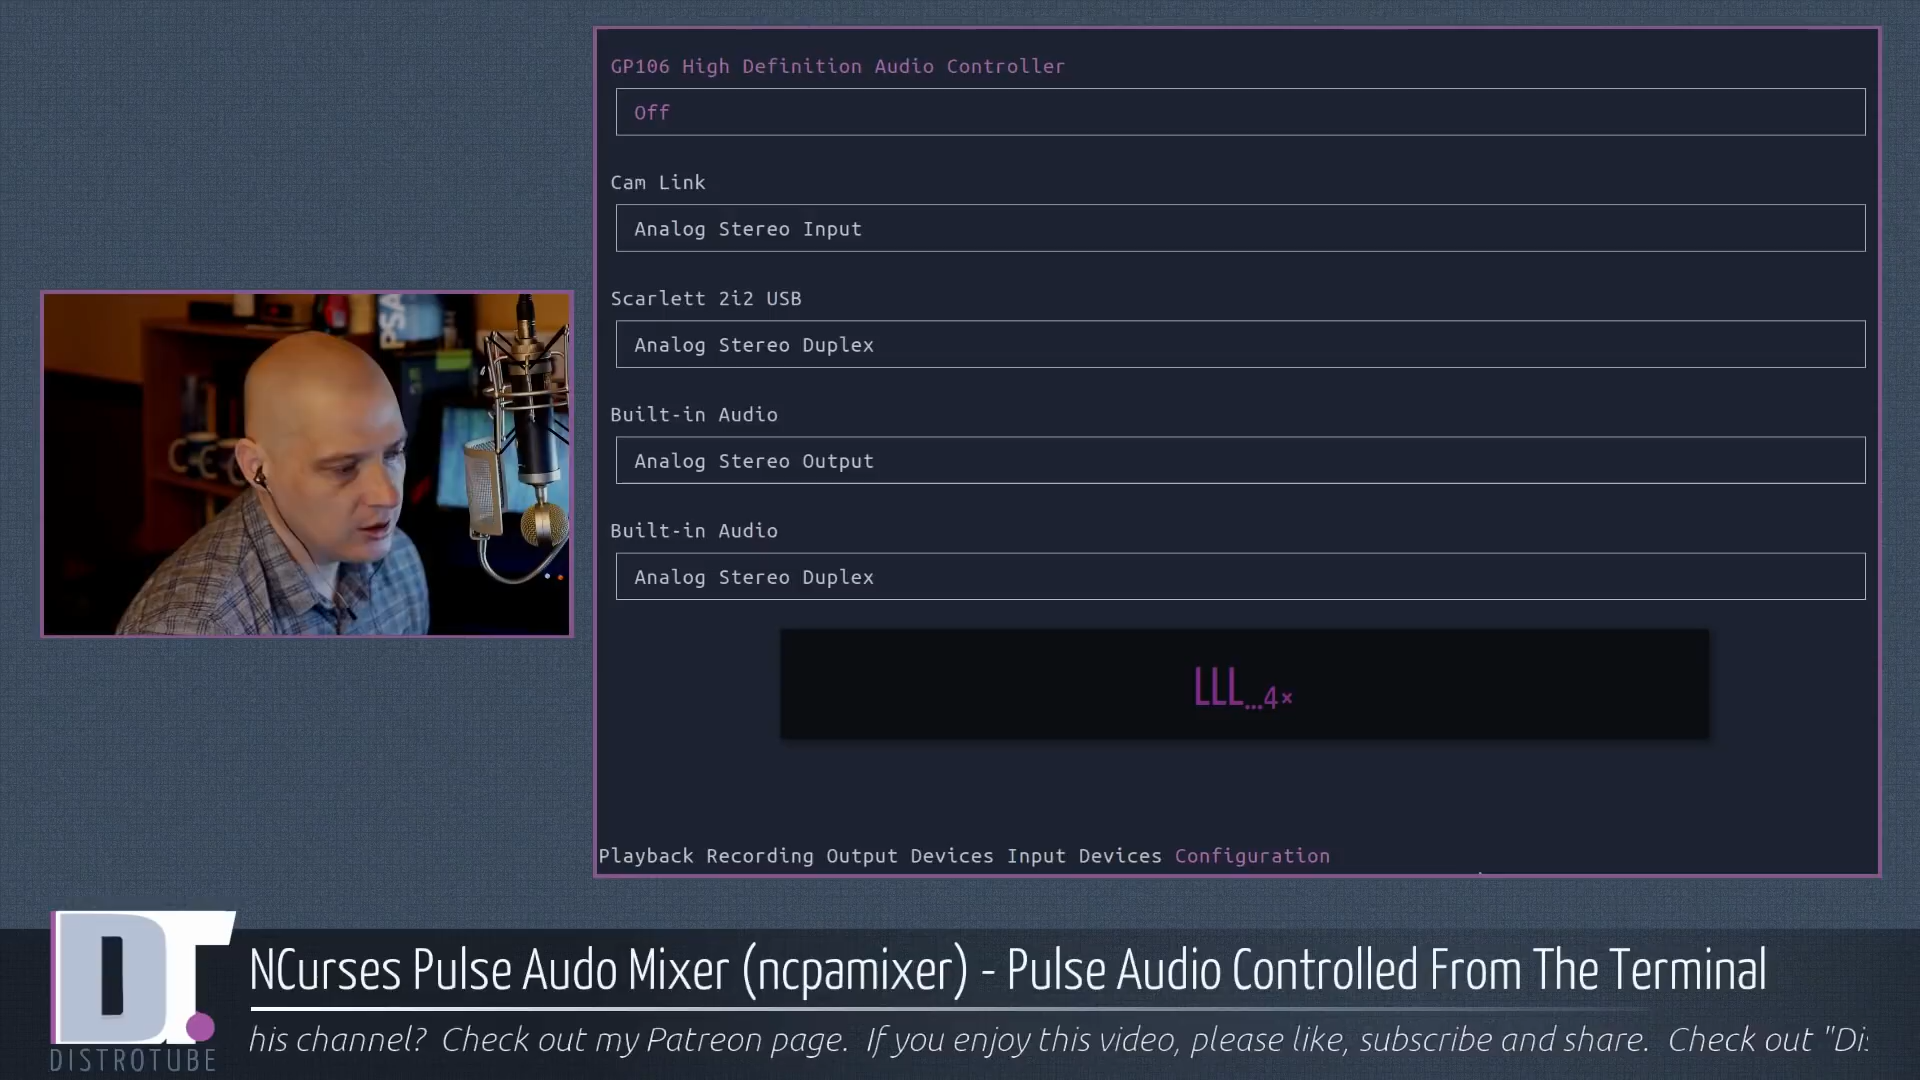 GP106 High Definition Audio Controller
Off
Cam Link
Analog Stereo Input
Scarlett 2i2 USB
Analog Stereo Duplex
Built-in Audio
Analog Stereo Output
Built-in Audio
Analog Stereo Duplex
LLL...4×
Playback Recording Output Devices Input Devices Configuration
PSA
DT.
DISTROTUBE
NCurses Pulse Audo Mixer (ncpamixer) - Pulse Audio Controlled From The Terminal
his channel? Check out my Patreon page. If you enjoy this video, please like, subscribe and share. Check out "Dis